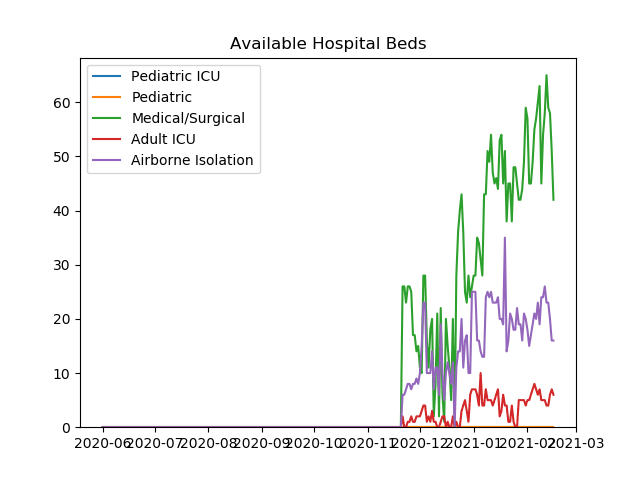 Available Hospital Beds
Pediatric ICU
Pediatric
Medical/Surgical
Adult ICU
Airborne Isolation
60
50
40
30
20
10
0
2020-06 2020-07 2020-08 2020-09 2020-10 2020-11 2020-12 2021-01 2021-02 2021-03